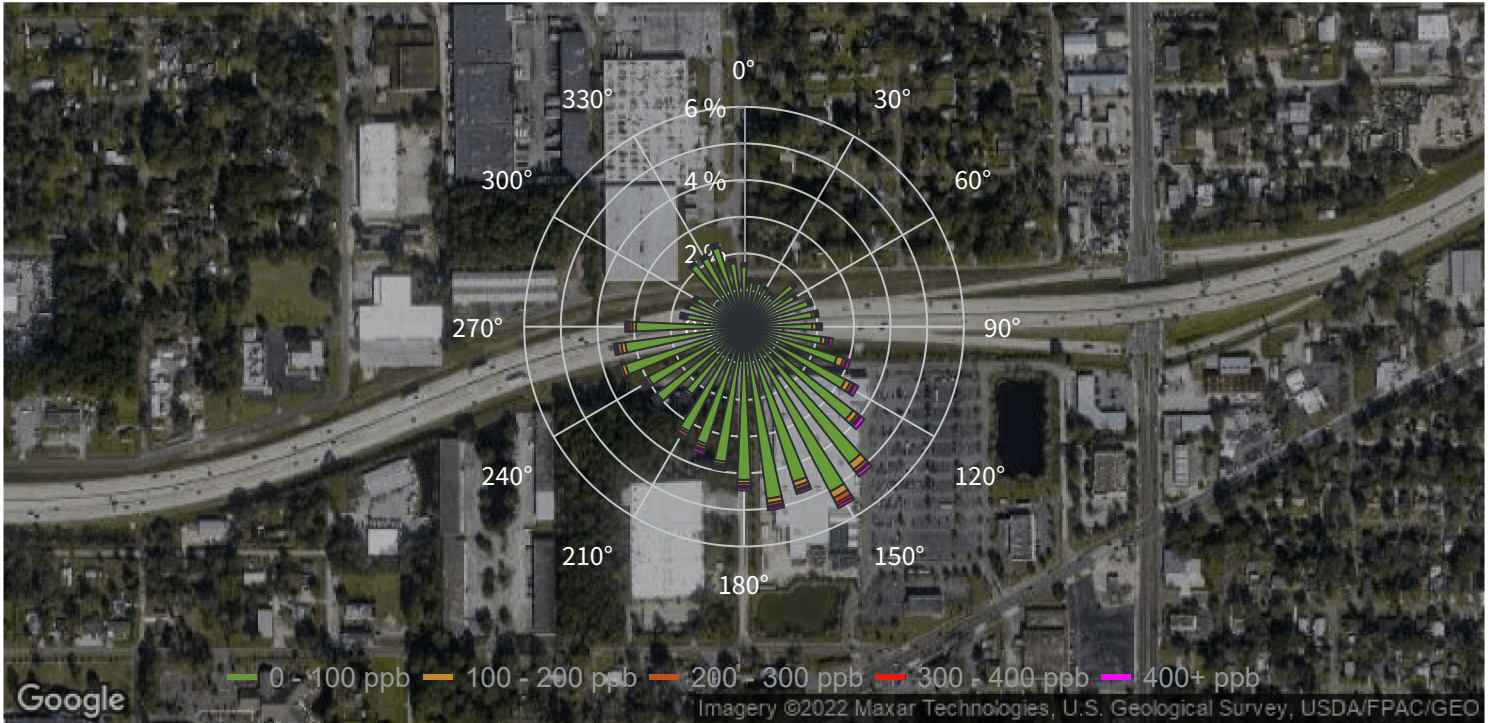 0°
330°
30°
6 %
300°
4 %
60°
2 %
270°
90°
240°
120°
210°
150°
180°
0 - 100 ppb
100 - 200 ppb
200 - 300 ppb
300 - 400 ppb
400+ ppb
Google
Imagery ©2022 Maxar Technologies, U.S. Geological Survey, USDA/FPAC/GEO